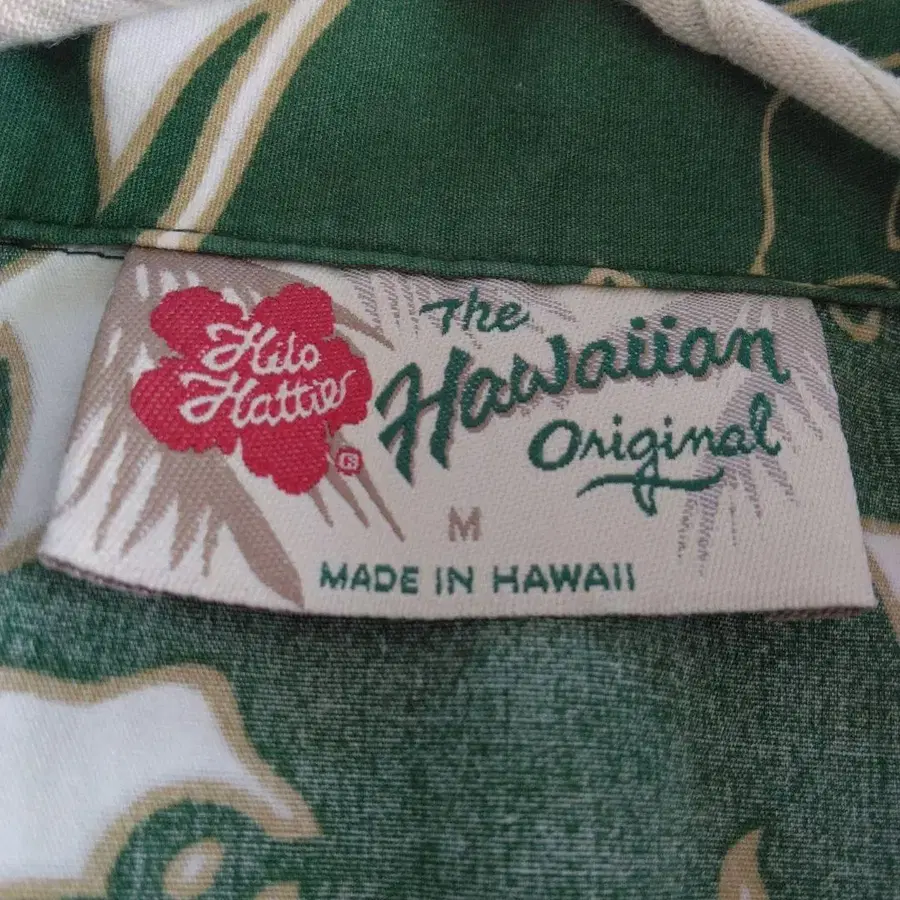 Hilo
Hattie
®
The
Hawaiian
Original
M
MADE IN HAWAII